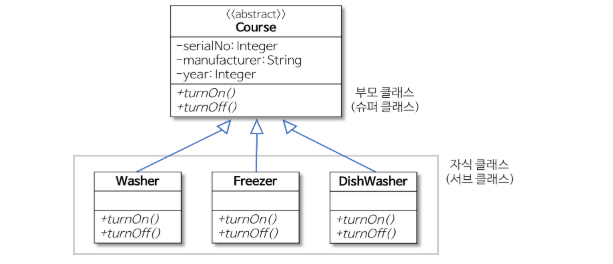 <<abstract>>
Course
-serialNo: Integer
-manufacturer: String
-year: Integer
+turnOn()
+turnOff()
부모 클래스
(슈퍼 클래스)
자식 클래스
(서브 클래스)
Washer
+turnOn()
+turnOff()
Freezer
+turnOn()
+turnOff()
DishWasher
+turnOn()
+turnOff()